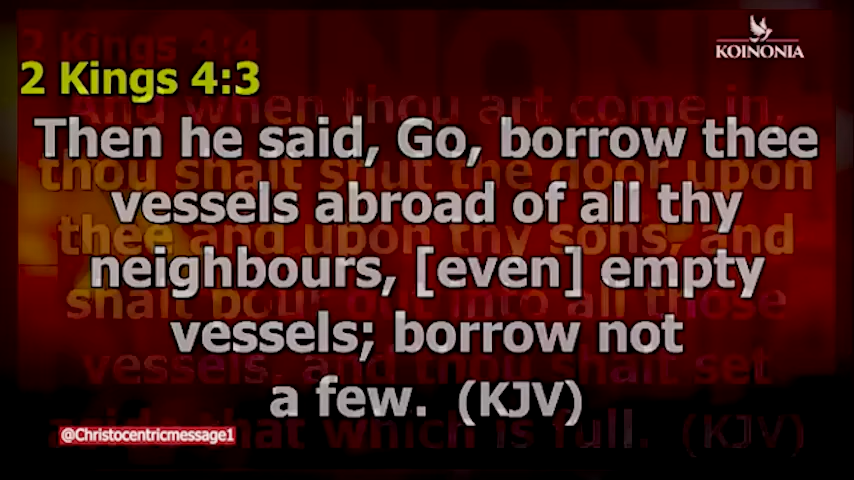 KOINONIA
2 Kings 4:4
2 Kings 4:3
And when thou art come in,
Then he said, Go, borrow thee
thou shalt shut the door upon
vessels abroad of all thy
thee and upon thy sons, and
neighbours, [even] empty
shalt pour out into all those
vessels; borrow not
vessels, and thou shalt set
a few. (KJV)
that which is full. (KJV)
@Christocentricmessage1